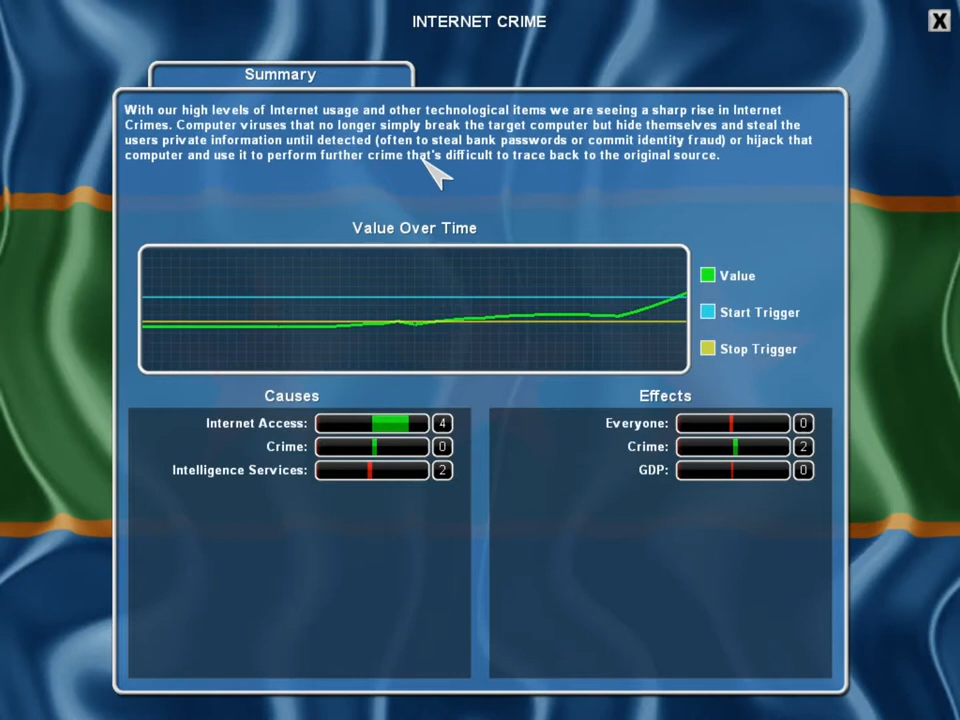 INTERNET CRIME
X
Summary
With our high levels of Internet usage and other technological items we are seeing a sharp rise in Internet
Crimes. Computer viruses that no longer simply break the target computer but hide themselves and steal the
users private information until detected (often to steal bank passwords or commit identity fraud) or hijack that
computer and use it to perform further crime that's difficult to trace back to the original source.
Value Over Time
Value
Start Trigger
Stop Trigger
Causes
Internet Access: 4
Crime: 0
Intelligence Services: 2
Effects
Everyone: 0
Crime: 2
GDP: 0